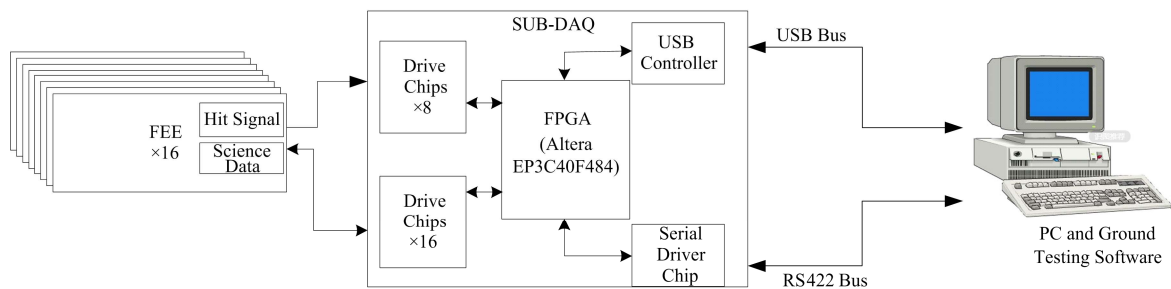 SUB-DAQ
FEE
×16
Hit Signal
Science
Data
Drive
Chips
×8
Drive
Chips
×16
FPGA
(Altera
EP3C40F484)
USB
Controller
Serial
Driver
Chip
USB Bus
RS422 Bus
PC and Ground
Testing Software